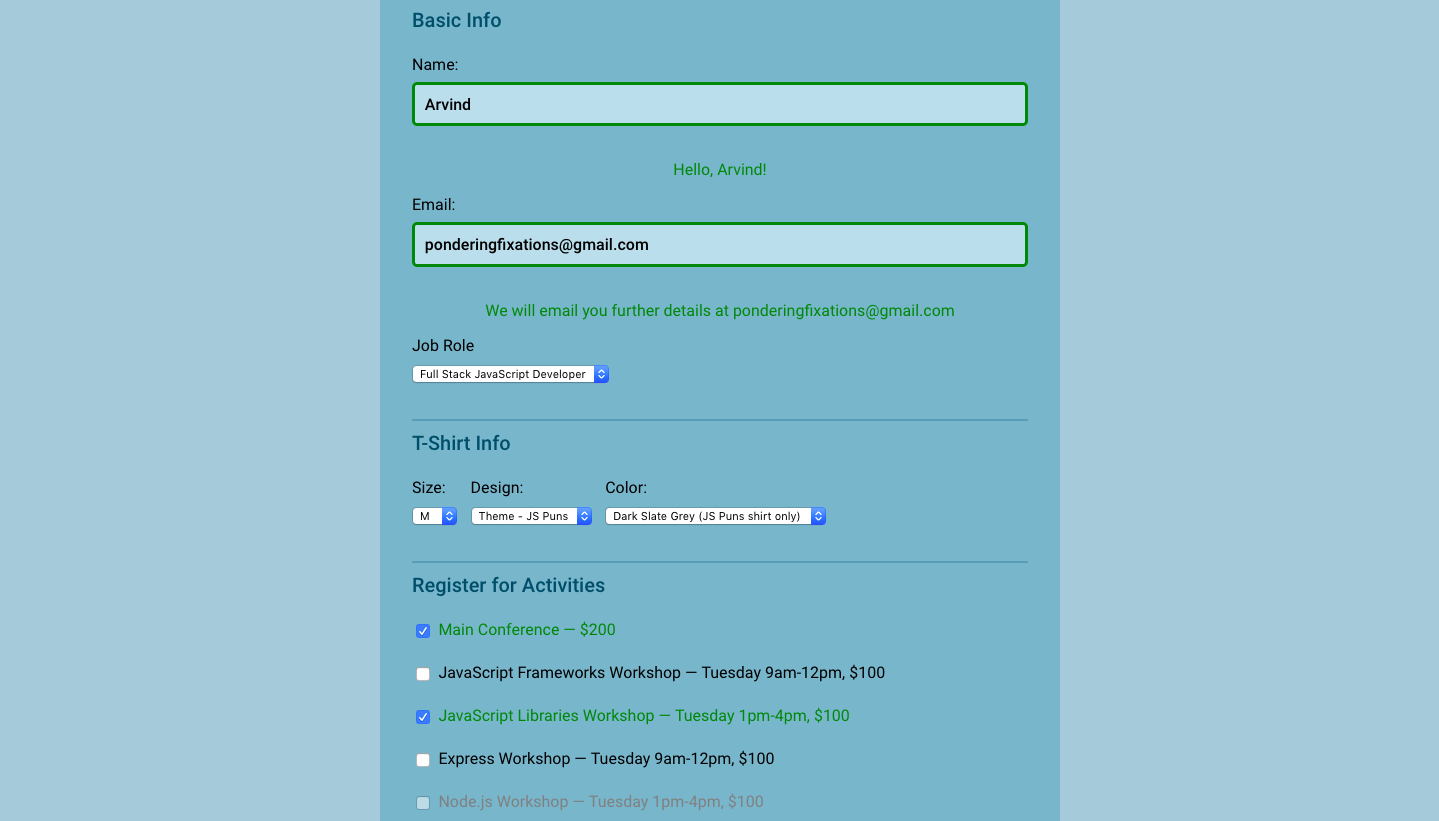 Basic Info
Name:
Arvind
Hello, Arvind!
Email:
ponderingfixations@gmail.com
We will email you further details at ponderingfixations@gmail.com
Job Role
Full Stack JavaScript Developer
T-Shirt Info
Size: Design: Color:
M Theme - JS Puns Dark Slate Grey (JS Puns shirt only)
Register for Activities
Main Conference — $200
JavaScript Frameworks Workshop — Tuesday 9am-12pm, $100
JavaScript Libraries Workshop — Tuesday 1pm-4pm, $100
Express Workshop — Tuesday 9am-12pm, $100
Node.js Workshop — Tuesday 1pm-4pm, $100